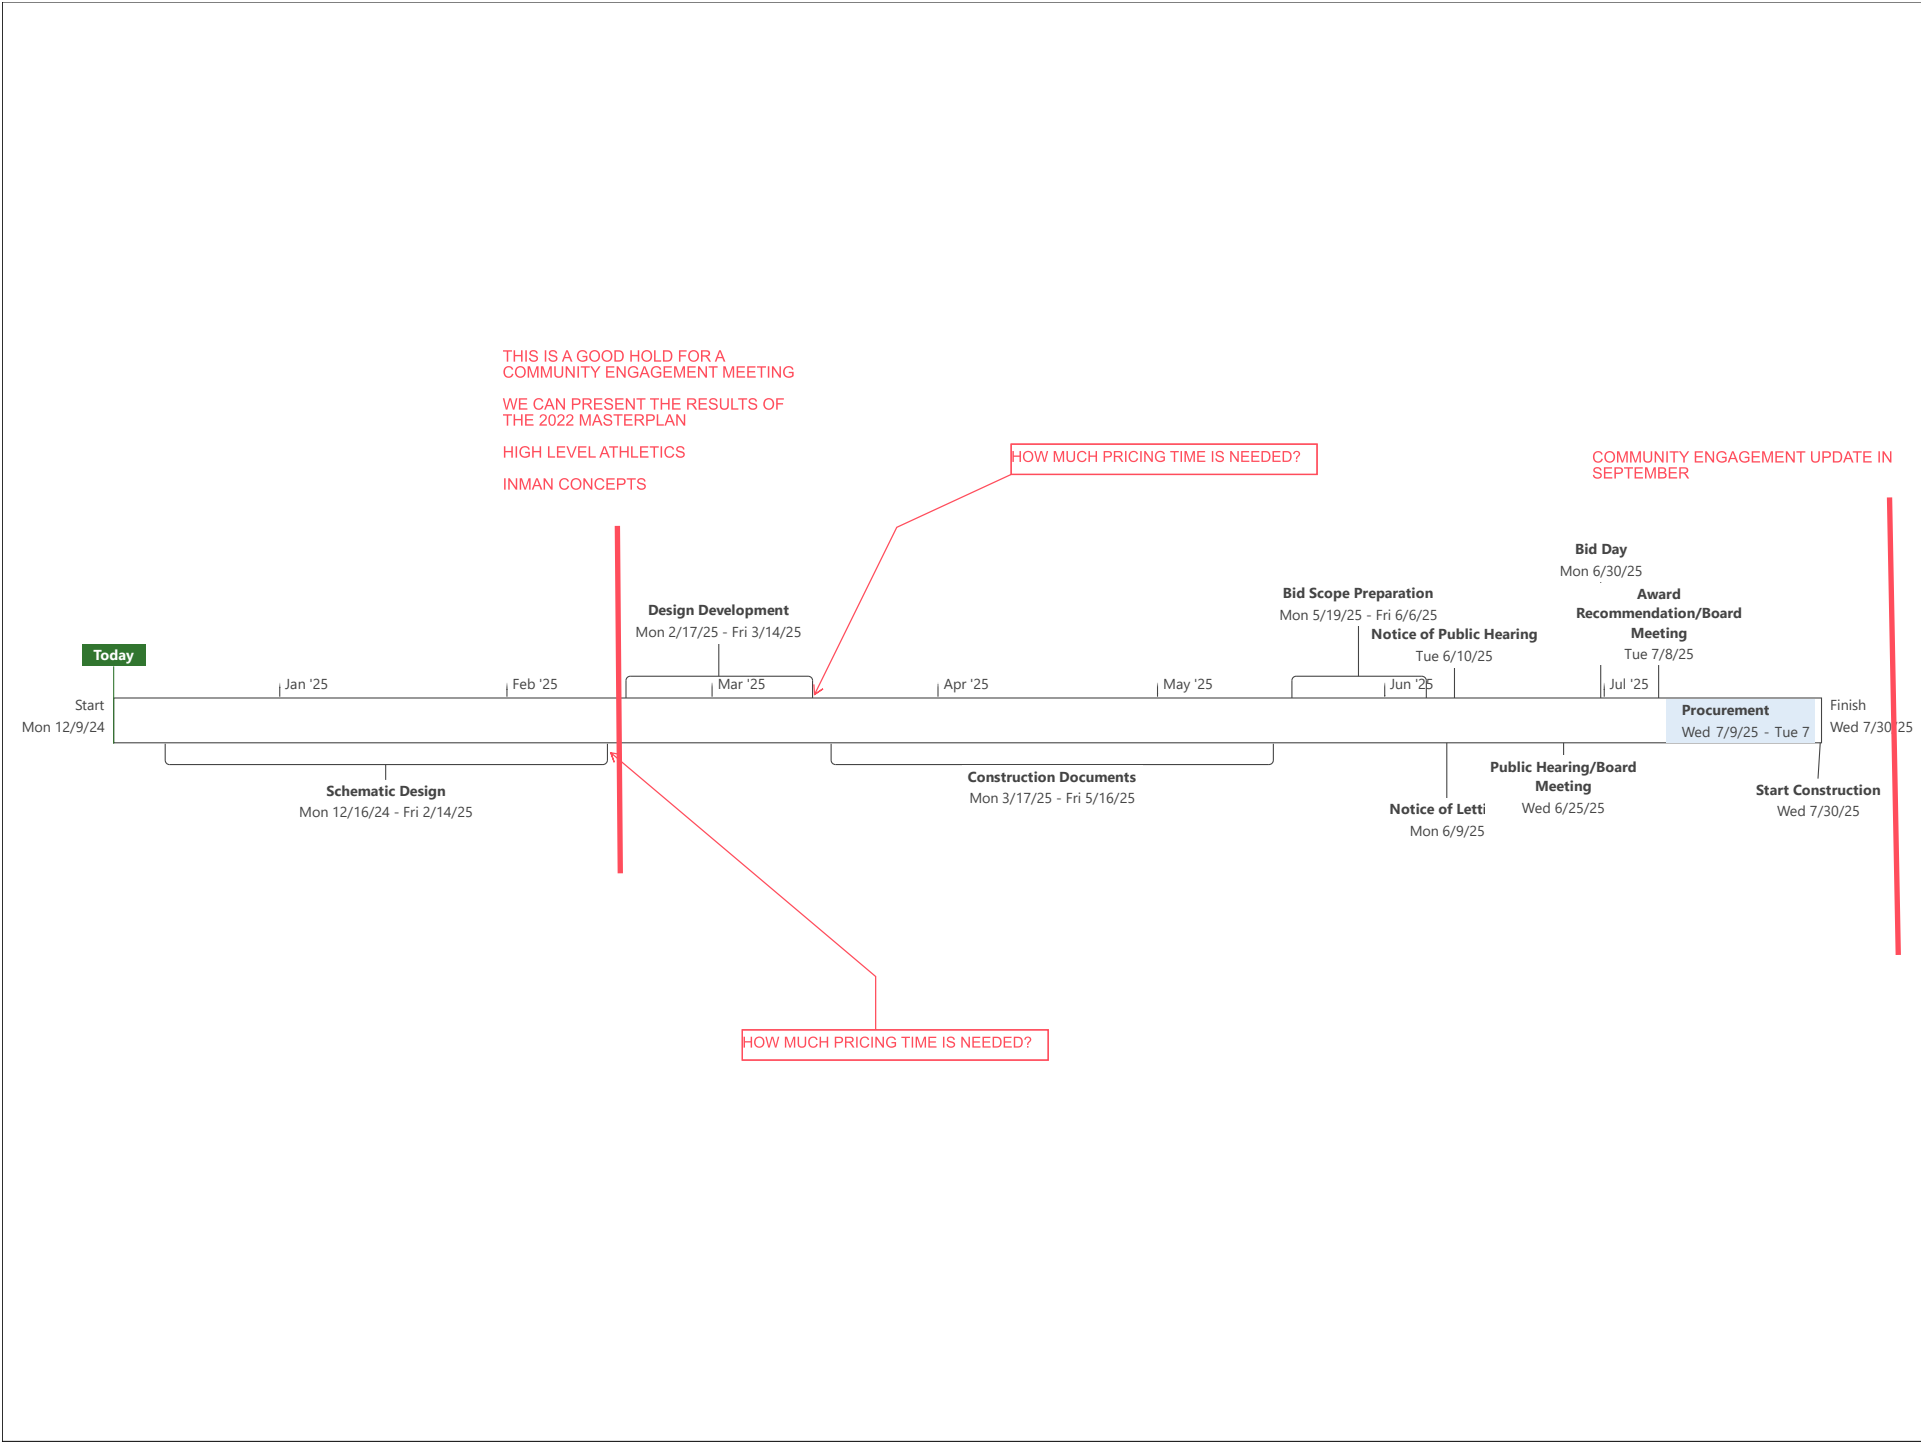 THIS IS A GOOD HOLD FOR A
COMMUNITY ENGAGEMENT MEETING
WE CAN PRESENT THE RESULTS OF
THE 2022 MASTERPLAN
HIGH LEVEL ATHLETICS
INMAN CONCEPTS
HOW MUCH PRICING TIME IS NEEDED?
COMMUNITY ENGAGEMENT UPDATE IN
SEPTEMBER
Bid Day
Mon 6/30/25
Bid Scope Preparation
Mon 5/19/25 - Fri 6/6/25
Award
Recommendation/Board
Meeting
Tue 7/8/25
Design Development
Mon 2/17/25 - Fri 3/14/25
Notice of Public Hearing
Tue 6/10/25
Today
Jan '25
Feb '25
Mar '25
Apr '25
May '25
Jun '25
Jul '25
Start
Mon 12/9/24
Procurement
Wed 7/9/25 - Tue 7
Finish
Wed 7/30/25
Schematic Design
Mon 12/16/24 - Fri 2/14/25
Construction Documents
Mon 3/17/25 - Fri 5/16/25
Notice of Letti
Mon 6/9/25
Public Hearing/Board
Meeting
Wed 6/25/25
Start Construction
Wed 7/30/25
HOW MUCH PRICING TIME IS NEEDED?